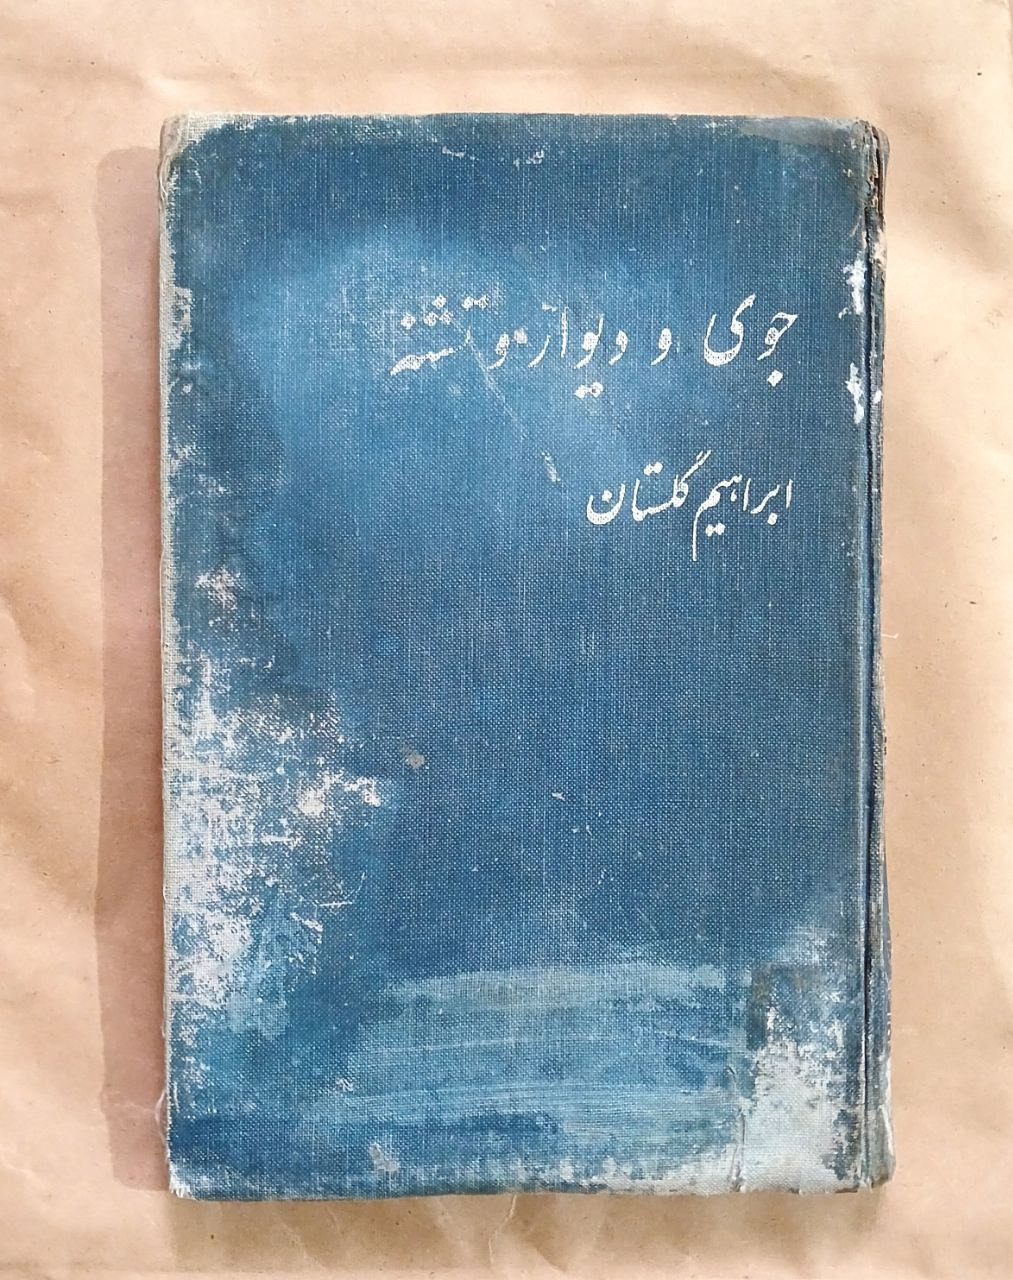 جوی و دیوار و تشنه
ابراهیم گلستان